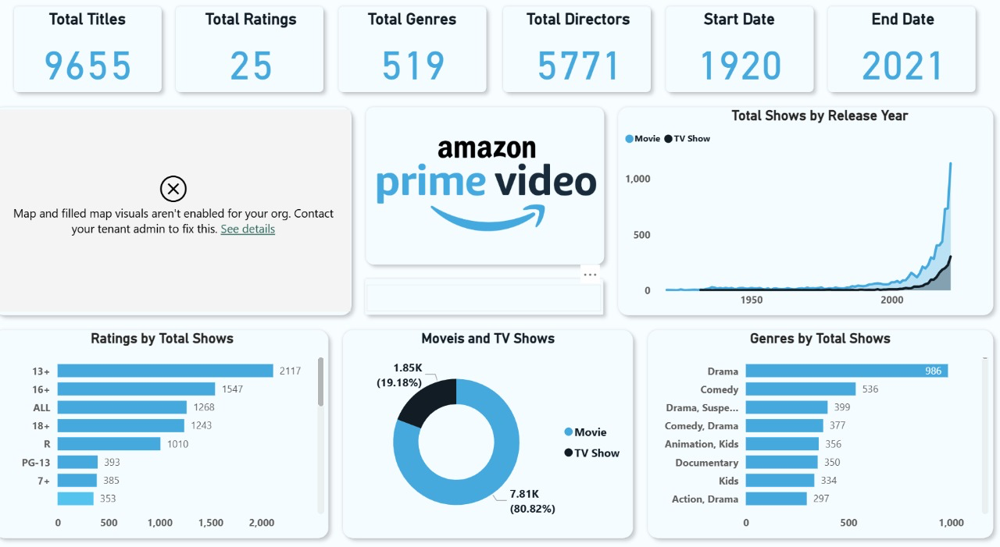 Total Titles
9655
Total Ratings
25
Total Genres
519
Total Directors
5771
Start Date
1920
End Date
2021
Map and filled map visuals aren't enabled for your org. Contact
your tenant admin to fix this. See details
amazon
prime video
...
Total Shows by Release Year
Movie TV Show
1,000
500
0
1950 2000
Ratings by Total Shows
13+ 2117
16+ 1547
ALL 1268
18+ 1243
R 1010
PG-13 393
7+ 385
353
0 500 1,000 1,500 2,000
Moveis and TV Shows
1.85K
(19.18%)
Movie
TV Show
7.81K
(80.82%)
Genres by Total Shows
Drama 986
Comedy 536
Drama, Suspe... 399
Comedy, Drama 377
Animation, Kids 356
Documentary 350
Kids 334
Action, Drama 297
0 500 1,000